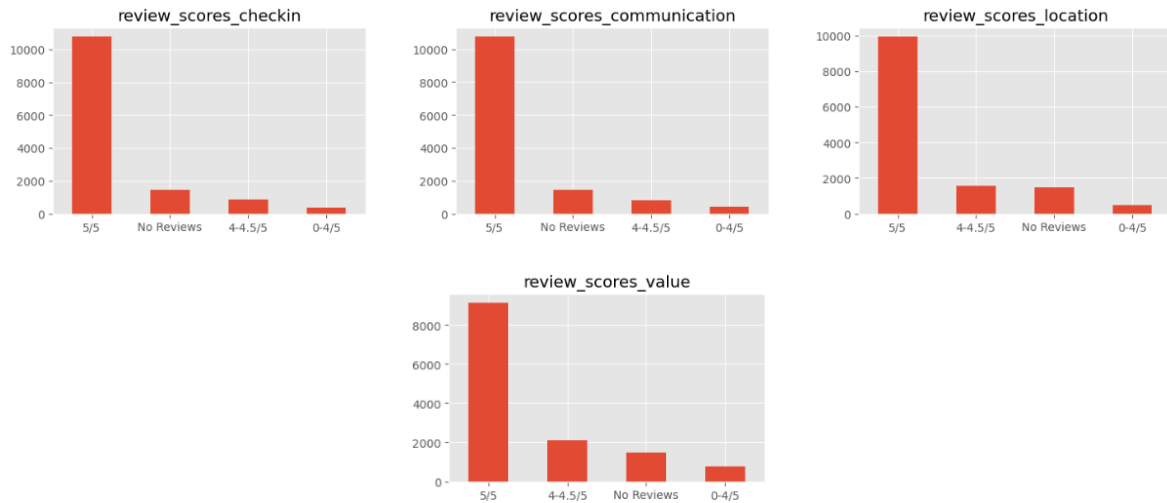 review_scores_checkin
10000
8000
6000
4000
2000
0
5/5 No Reviews 4-4.5/5 0-4/5
review_scores_communication
10000
8000
6000
4000
2000
0
5/5 No Reviews 4-4.5/5 0-4/5
review_scores_location
10000
8000
6000
4000
2000
0
5/5 4-4.5/5 No Reviews 0-4/5
review_scores_value
8000
6000
4000
2000
0
5/5 4-4.5/5 No Reviews 0-4/5